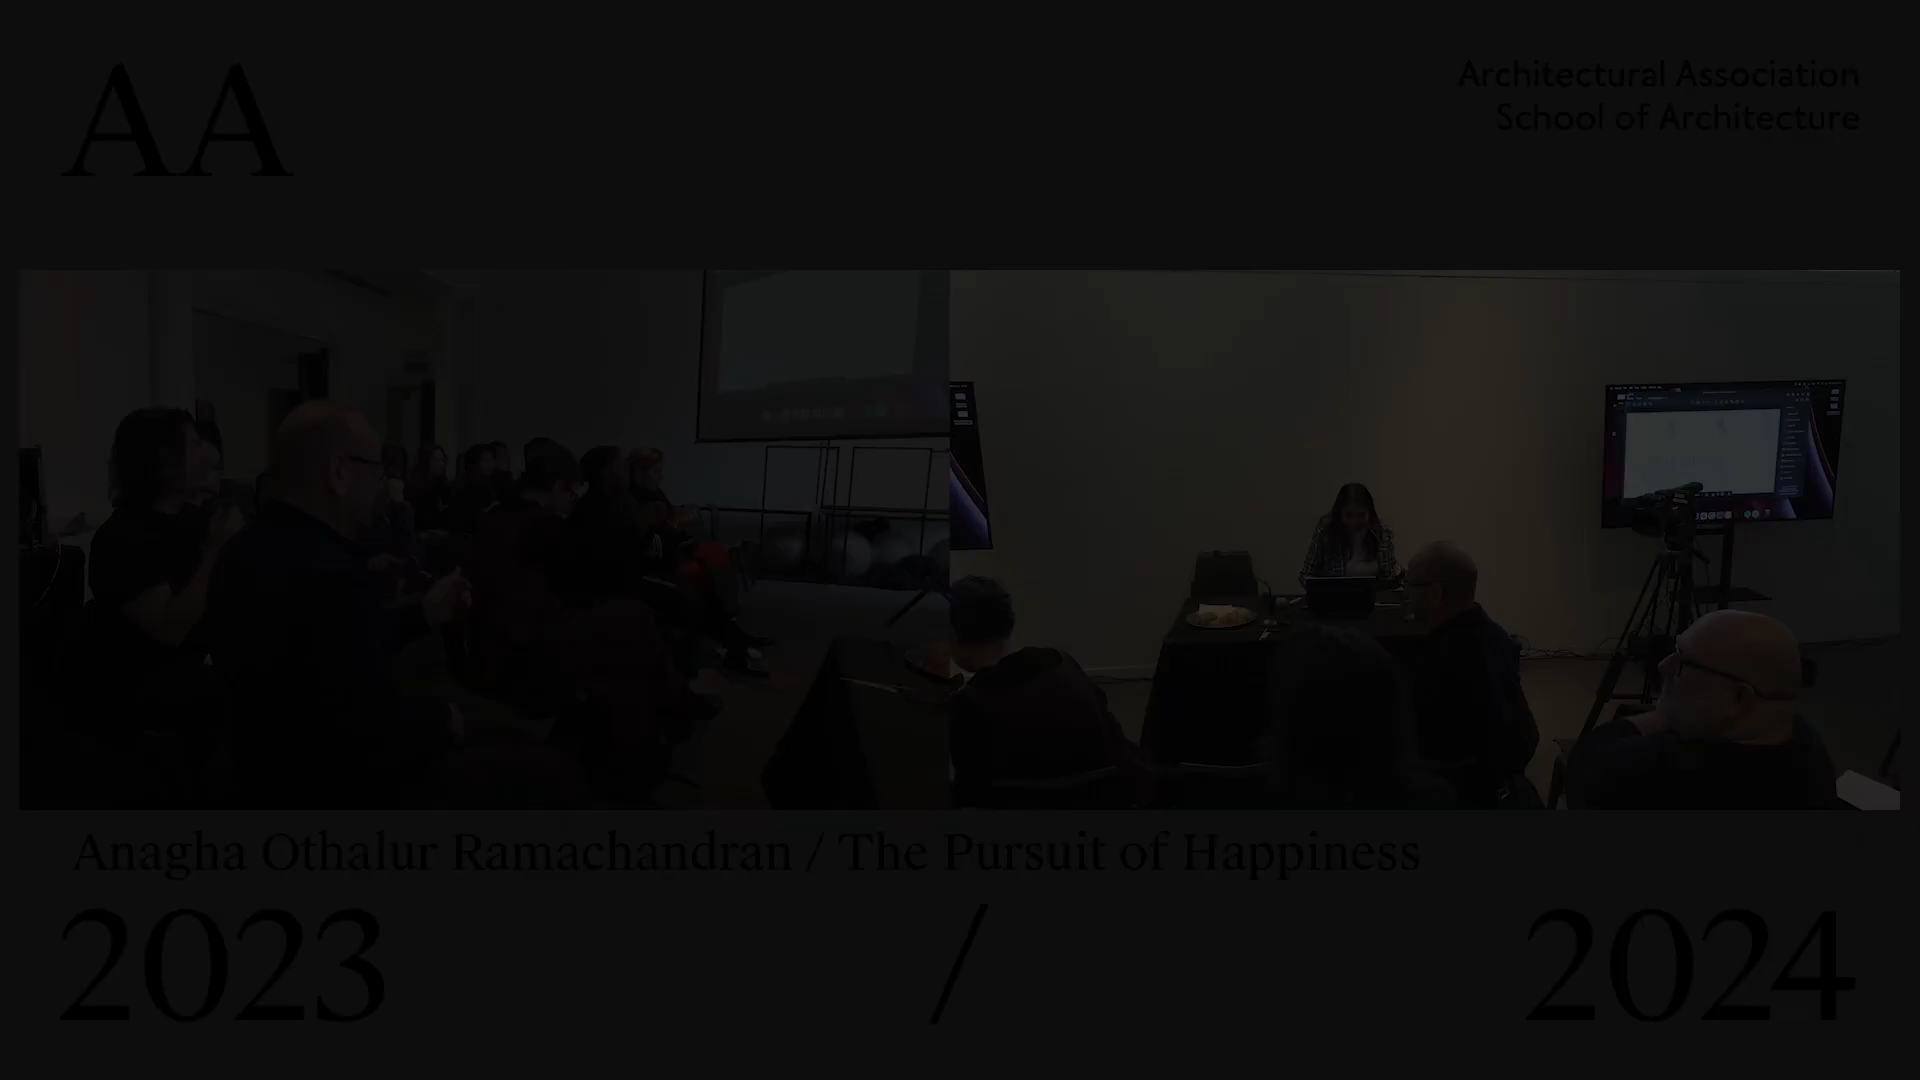 AA
Architectural Association
School of Architecture
Anagha Othalur Ramachandran / The Pursuit of Happiness
2023 / 2024